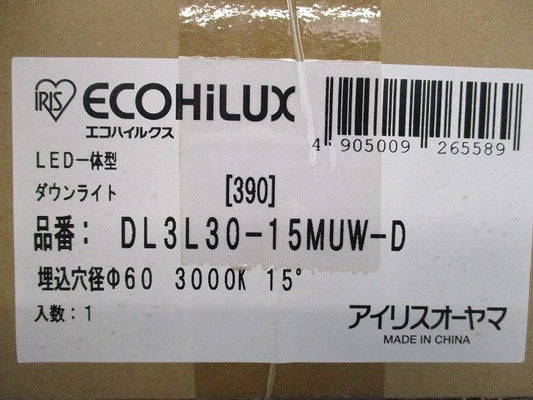 IRIS ECOHiLUX
エコハイルクス
4 905009 265589
LED一体型
ダウンライト
[390]
品番： DL3L30-15MUW-D
埋込穴径Φ60 3000K 15°
入数：1
アイリスオーヤマ
MADE IN CHINA